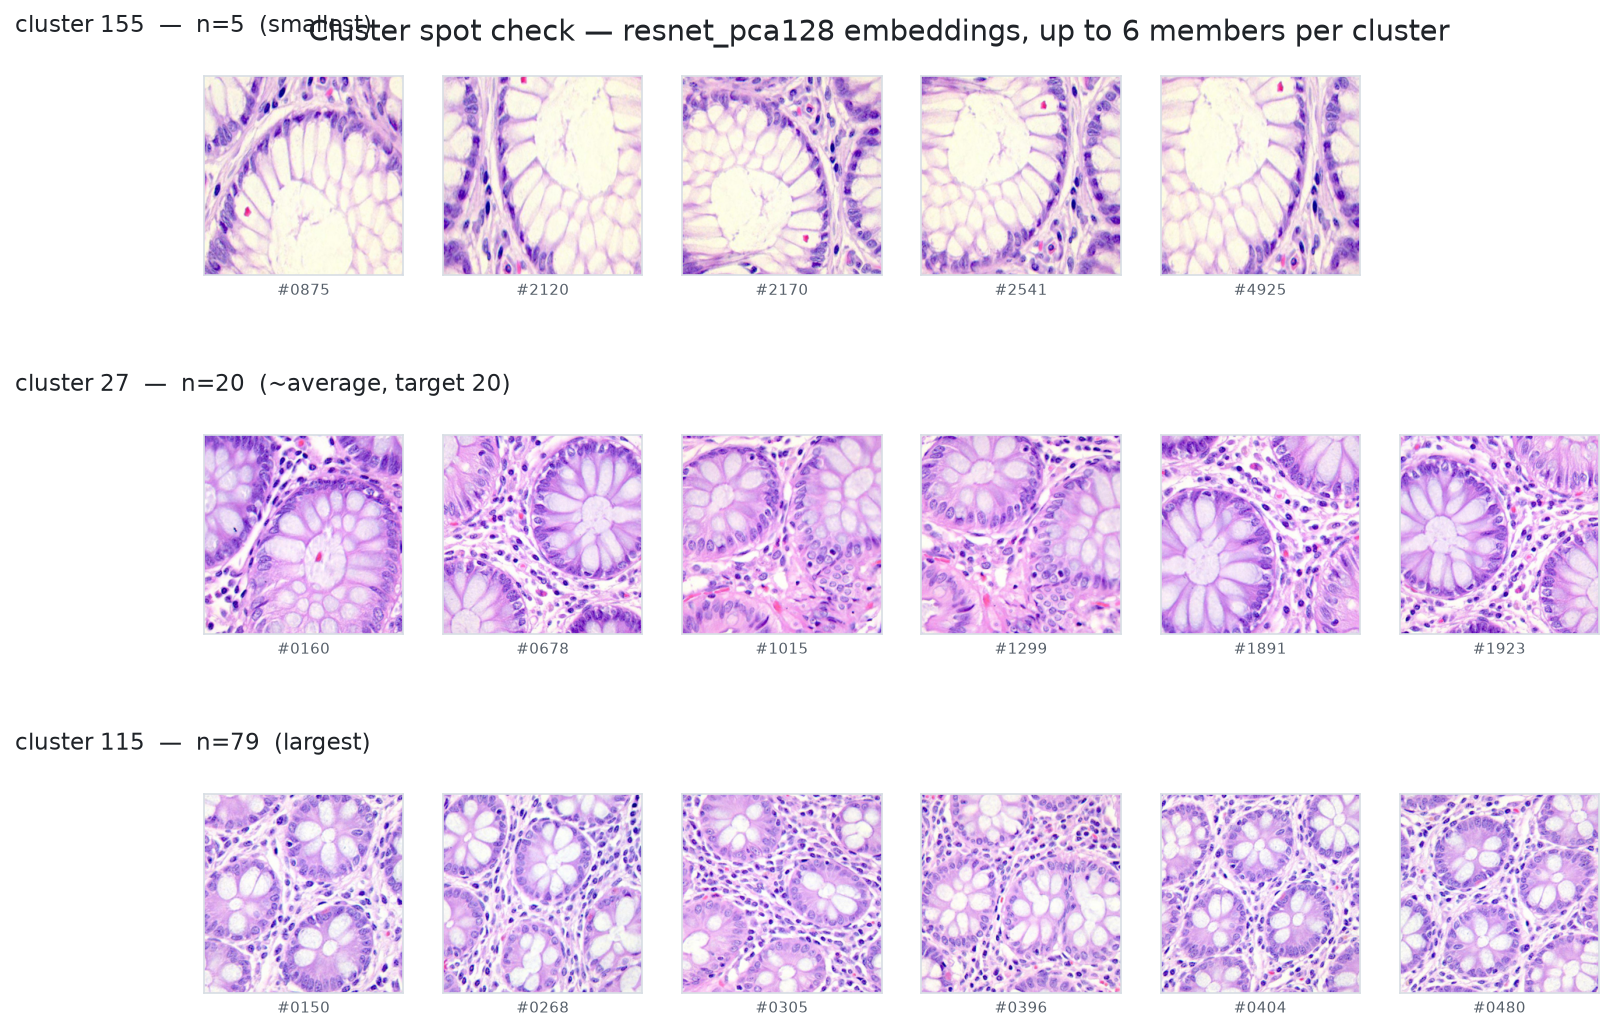 Cluster spot check — resnet_pca128 embeddings, up to 6 members per cluster
cluster 155 — n=5 (smallest)
#0875 #2120 #2170 #2541 #4925
cluster 27 — n=20 (~average, target 20)
#0160 #0678 #1015 #1299 #1891 #1923
cluster 115 — n=79 (largest)
#0150 #0268 #0305 #0396 #0404 #0480